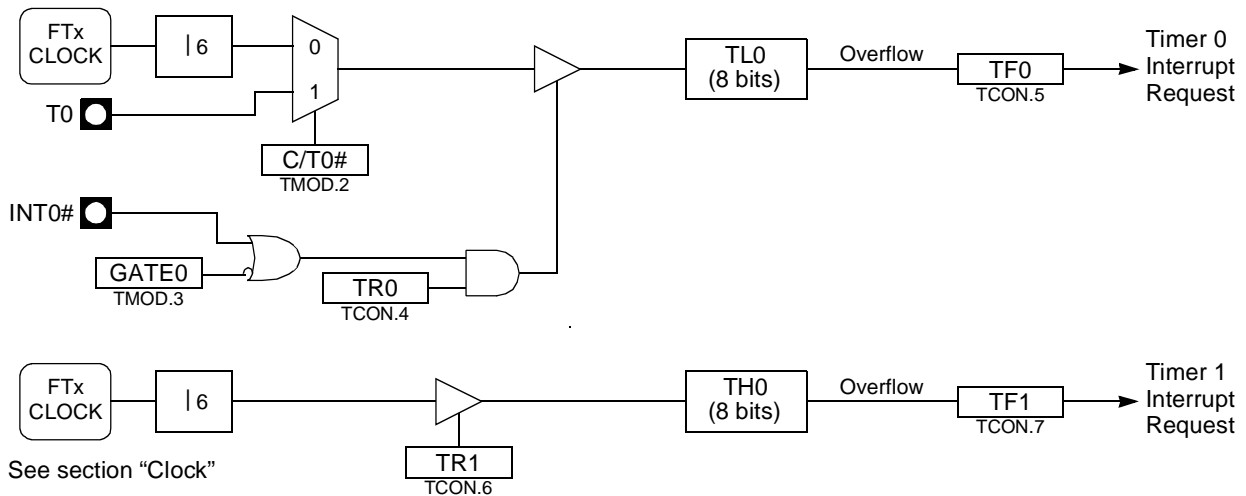 FTx
CLOCK
| 6
0
1
T0
C/T0#
TMOD.2
TL0
(8 bits)
Overflow
TF0
TCON.5
Timer 0
Interrupt
Request
INT0#
GATE0
TMOD.3
TR0
TCON.4
FTx
CLOCK
| 6
TR1
TCON.6
TH0
(8 bits)
Overflow
TF1
TCON.7
Timer 1
Interrupt
Request
See section “Clock”